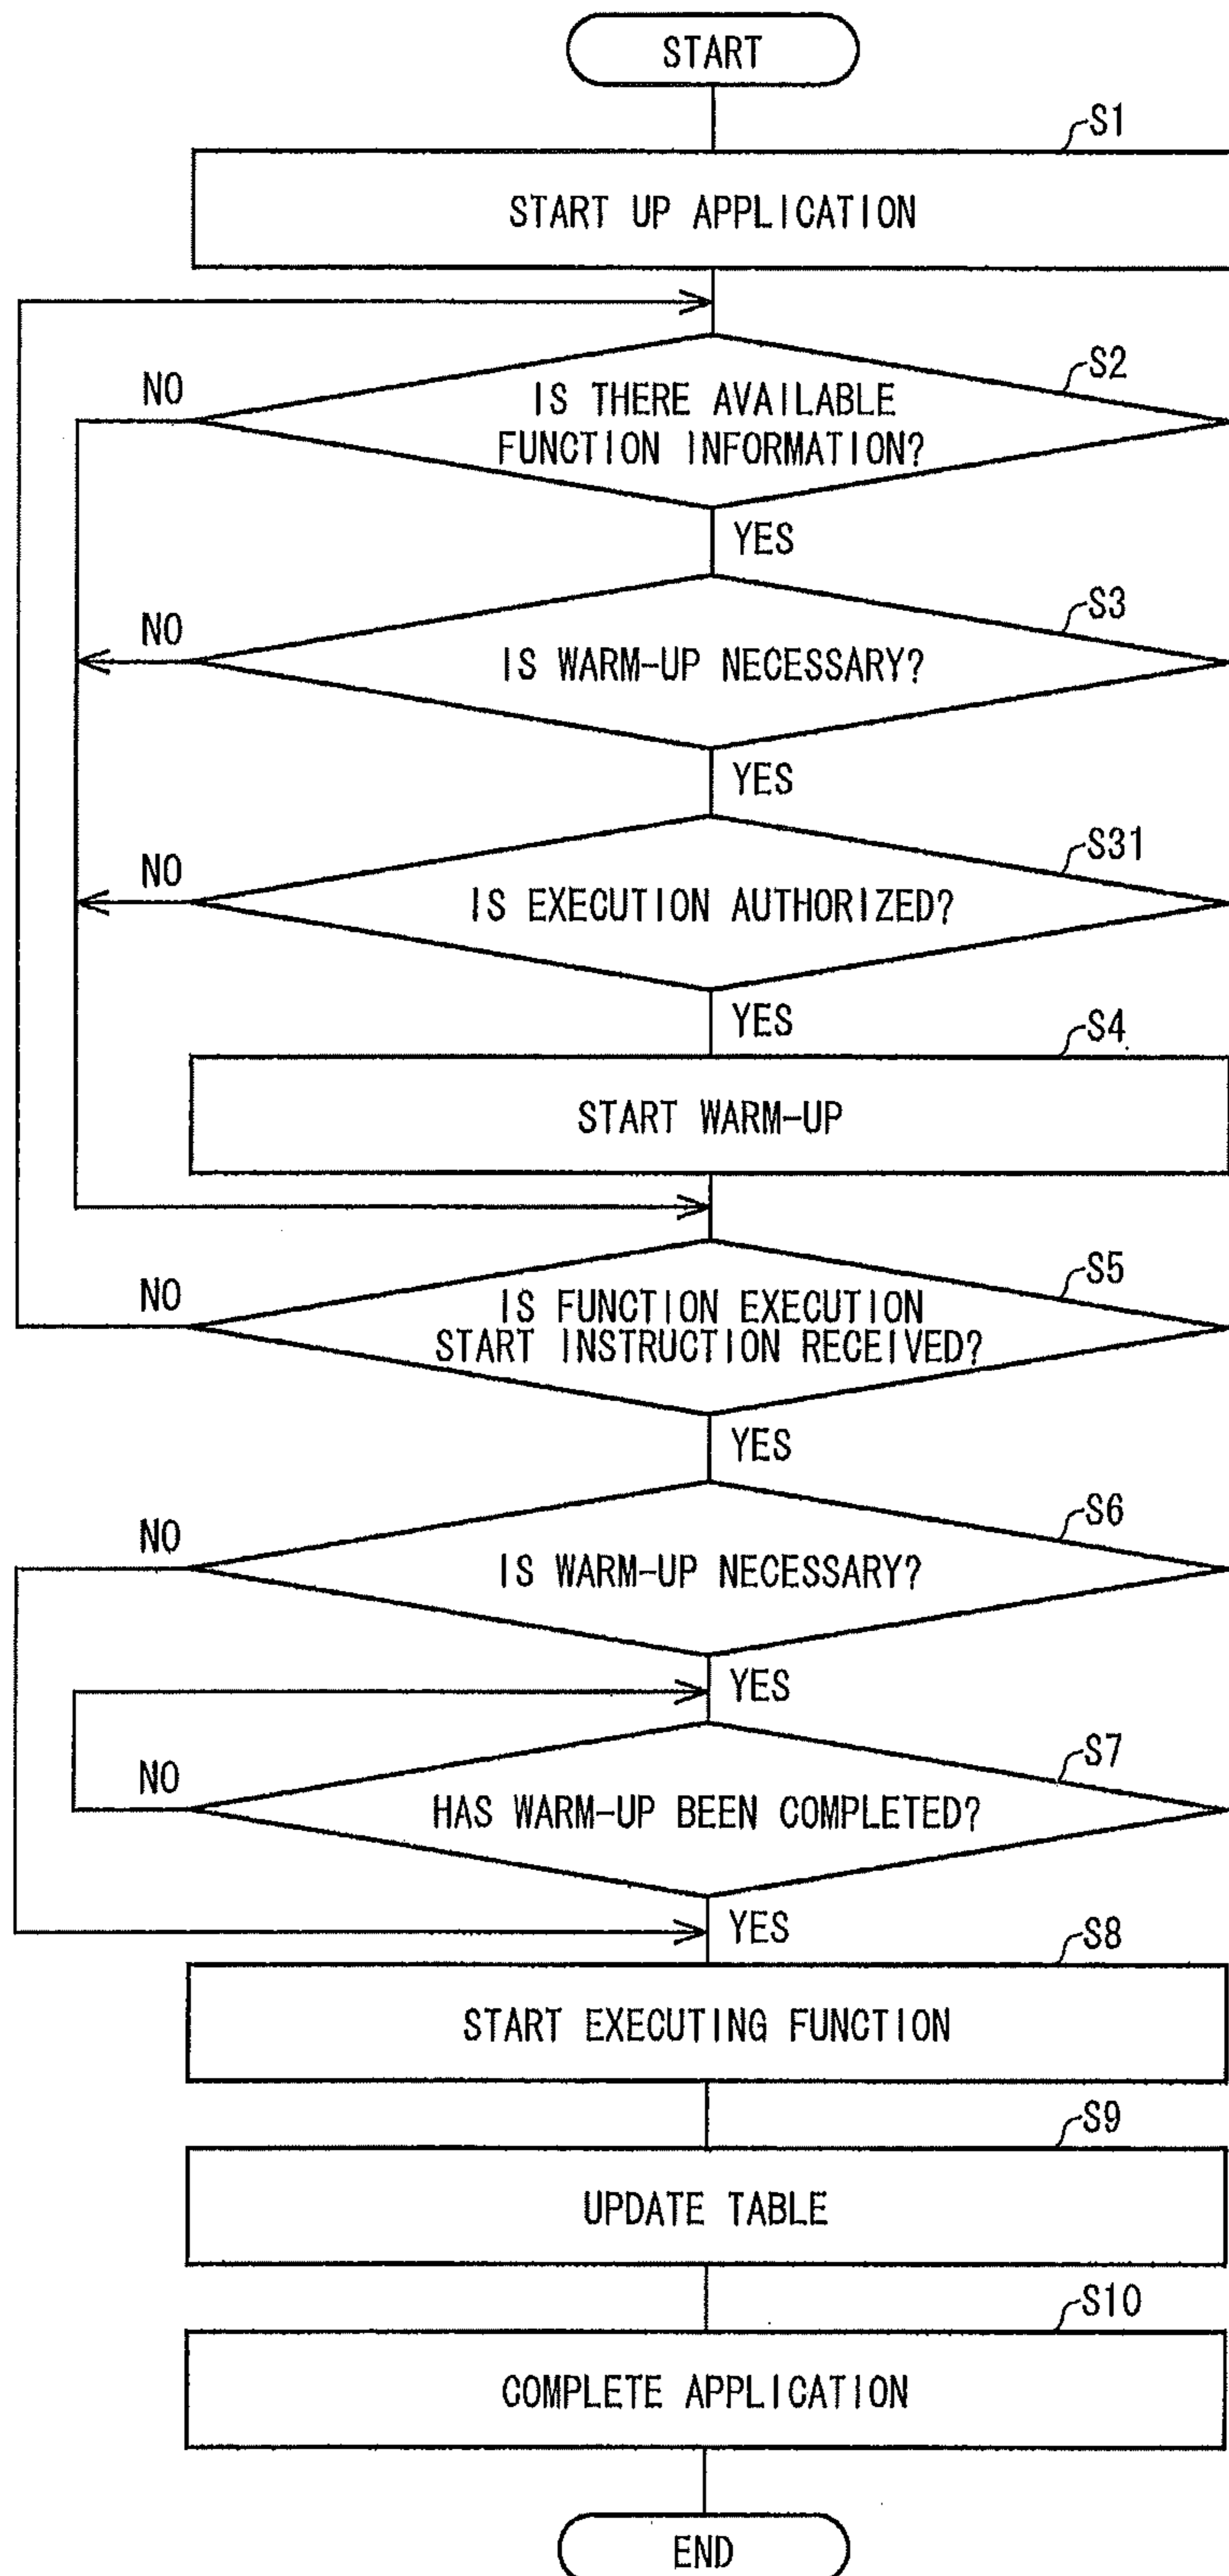 START
S1
START UP APPLICATION
S2
NO
IS THERE AVAILABLE
FUNCTION INFORMATION?
YES
S3
NO
IS WARM-UP NECESSARY?
YES
S31
NO
IS EXECUTION AUTHORIZED?
YES
S4
START WARM-UP
S5
NO
IS FUNCTION EXECUTION
START INSTRUCTION RECEIVED?
YES
S6
NO
IS WARM-UP NECESSARY?
YES
S7
NO
HAS WARM-UP BEEN COMPLETED?
YES
S8
START EXECUTING FUNCTION
S9
UPDATE TABLE
S10
COMPLETE APPLICATION
END